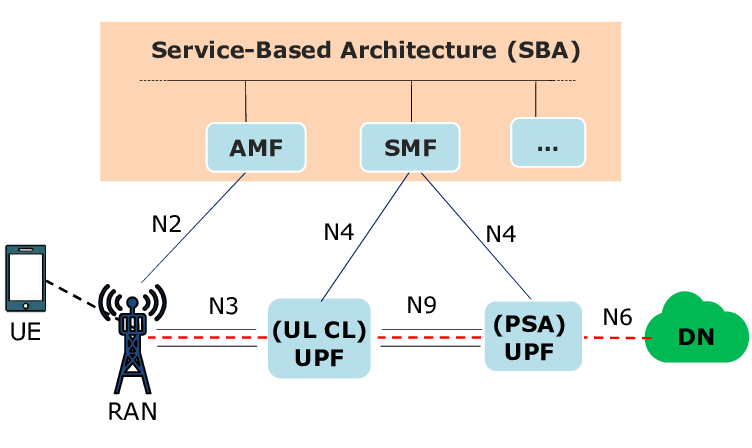 Service-Based Architecture (SBA)
AMF
SMF
...
N2
N4
N4
UE
N3
N9
N6
(UL CL)
UPF
(PSA)
UPF
DN
RAN